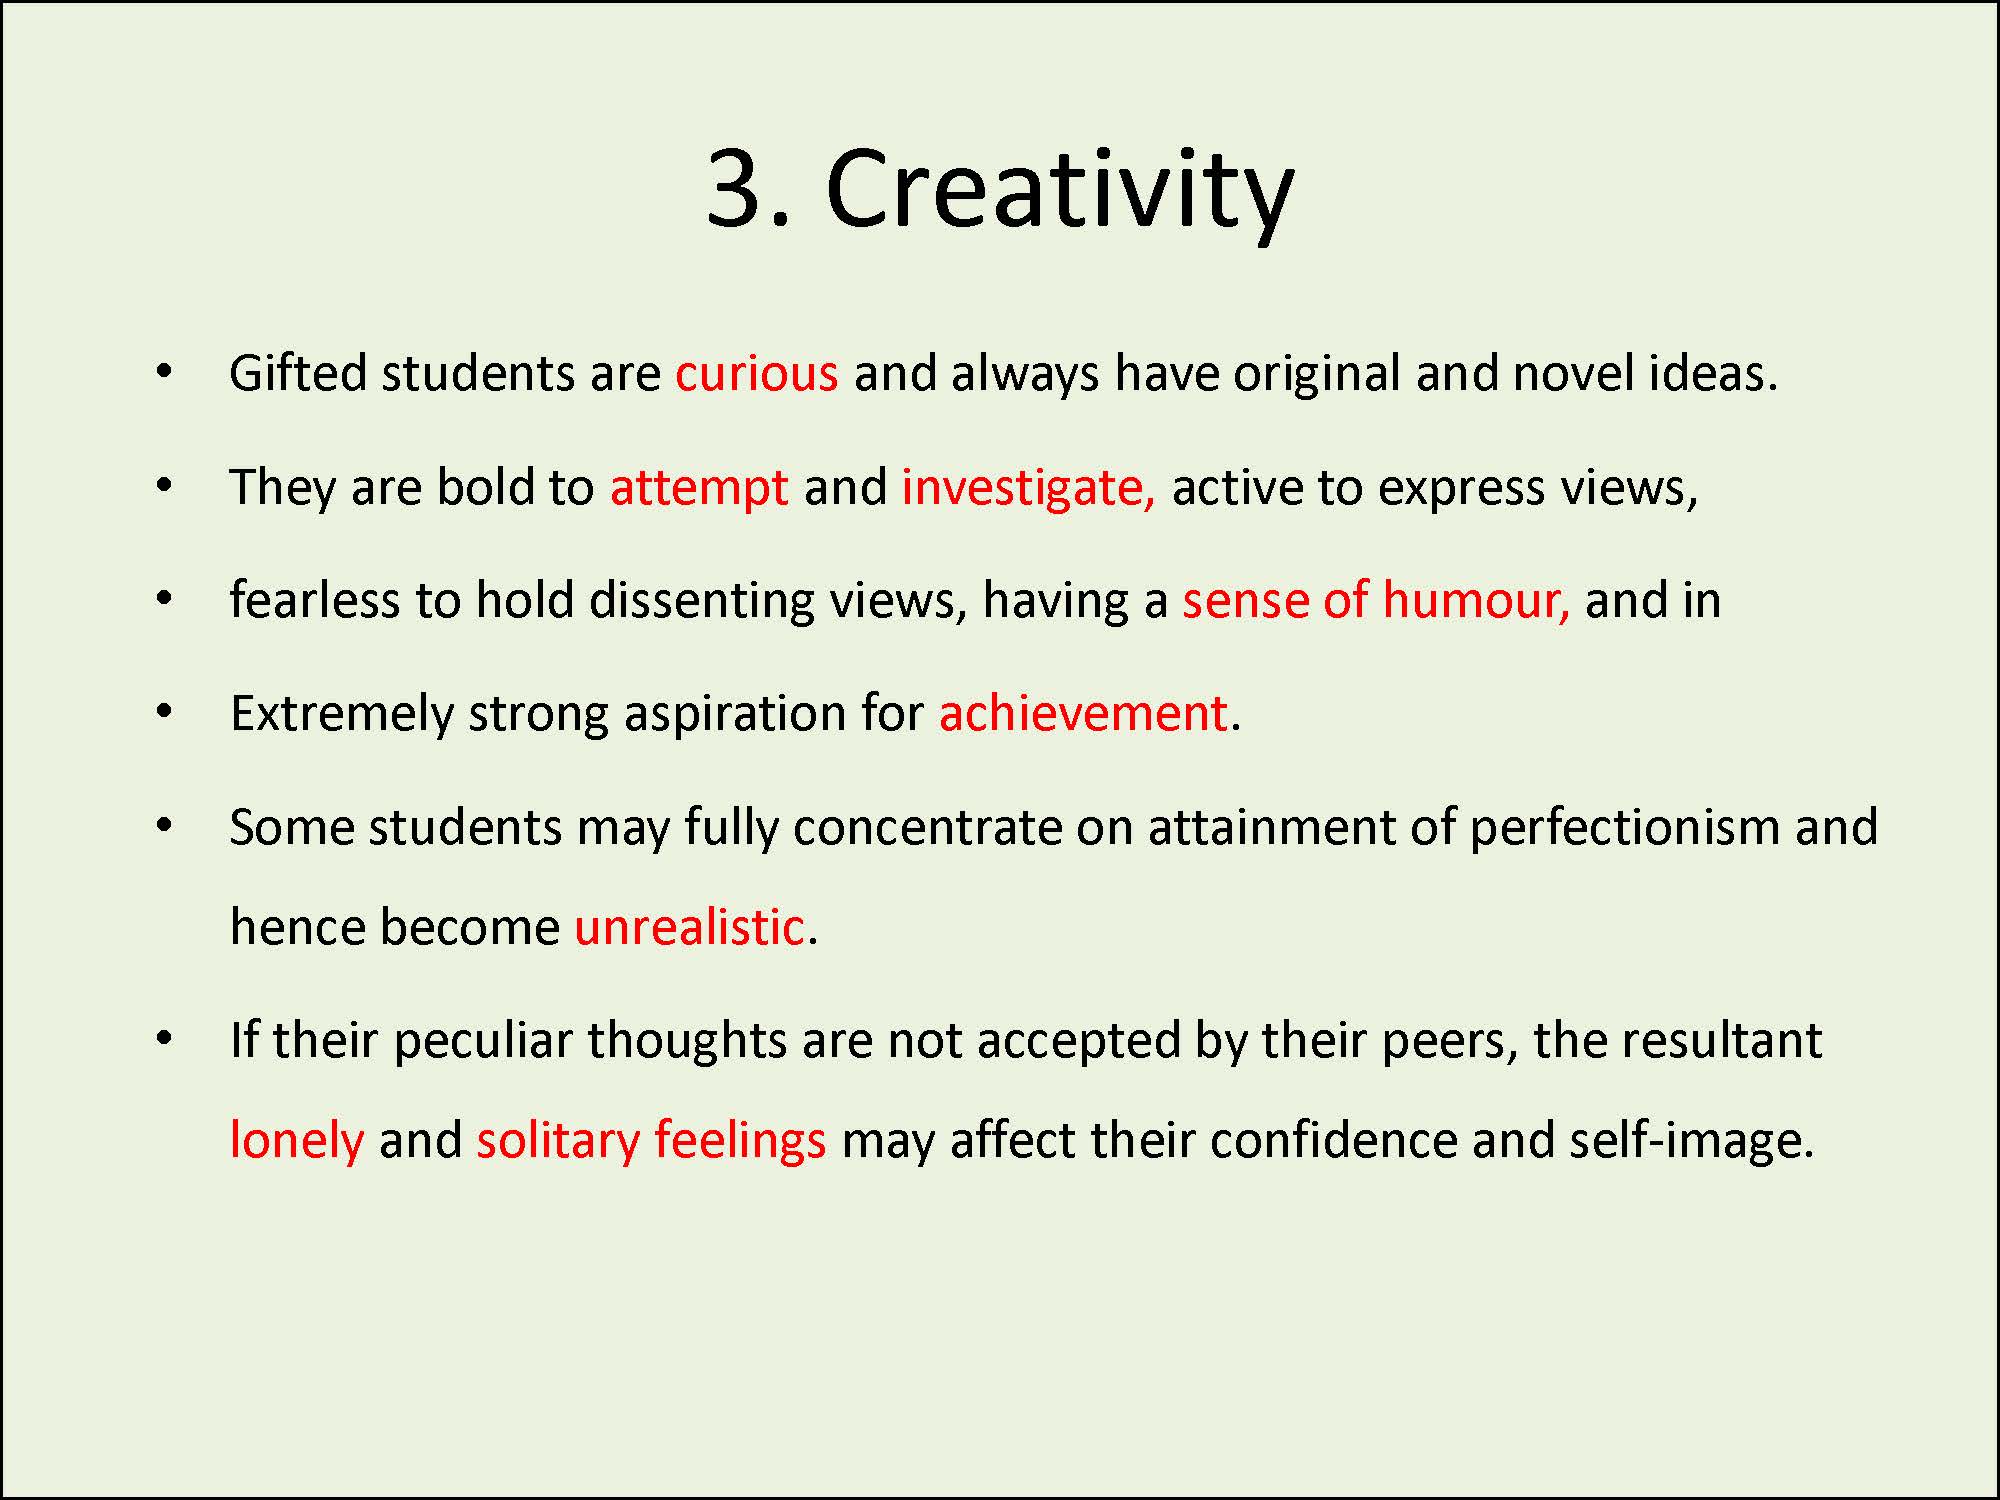 3. Creativity
• Gifted students are curious and always have original and novel ideas.
• They are bold to attempt and investigate, active to express views,
• fearless to hold dissenting views, having a sense of humour, and in
• Extremely strong aspiration for achievement.
• Some students may fully concentrate on attainment of perfectionism and
hence become unrealistic.
• If their peculiar thoughts are not accepted by their peers, the resultant
lonely and solitary feelings may affect their confidence and self-image.